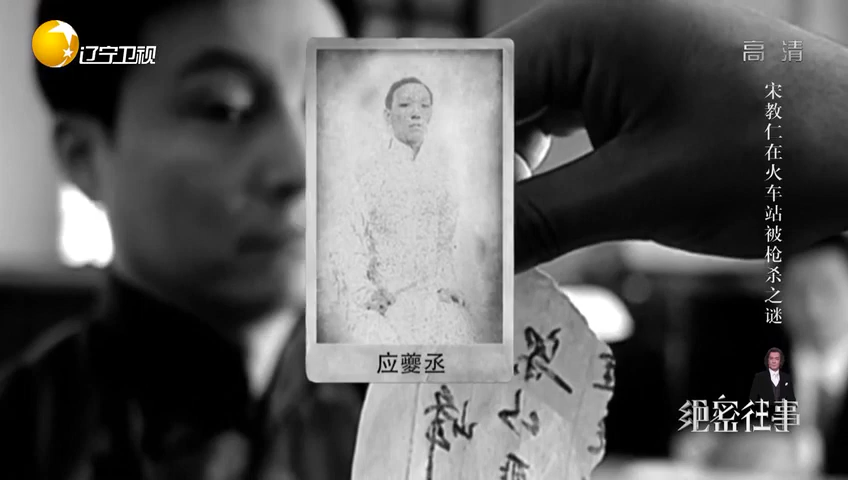 辽宁卫视
高清
宋教仁在火车站被枪杀之谜
应夔丞
绝密往事